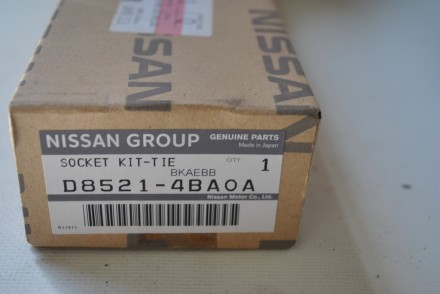 NISSAN
NISSAN
NISSAN GROUP GENUINE PARTS
Made in Japan
SOCKET KIT-TIE QTY 1
BKAEBB
D8521-4BA0A
Nissan Motor Co., Ltd.